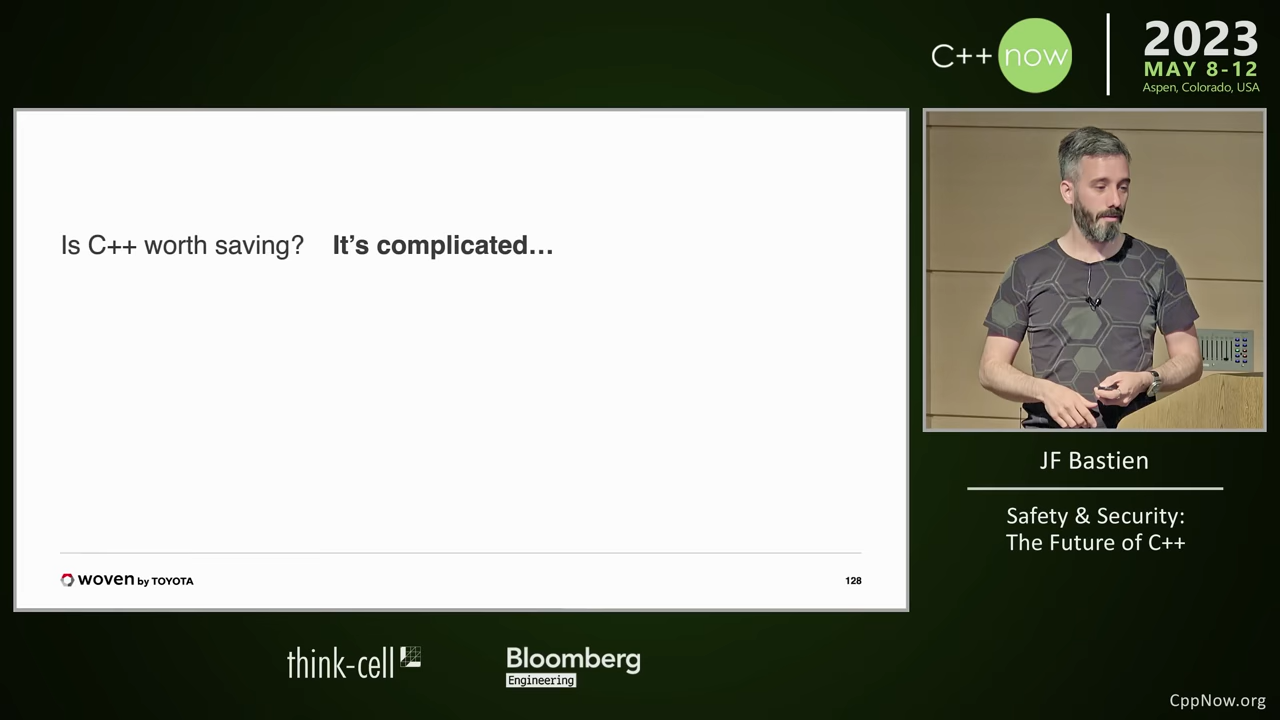 C++ now
2023
MAY 8-12
Aspen, Colorado, USA
Is C++ worth saving? It’s complicated…
woven by TOYOTA
128
JF Bastien
Safety & Security:
The Future of C++
think-cell
Bloomberg
Engineering
CppNow.org